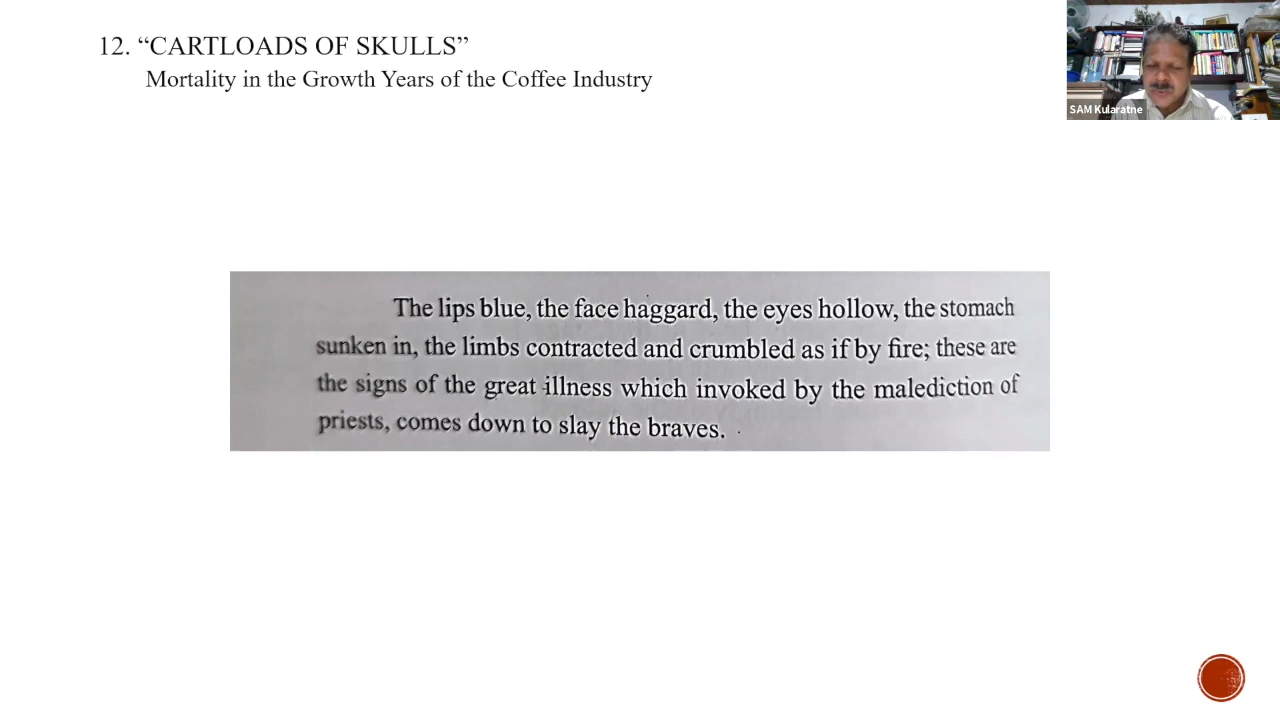 12. “CARTLOADS OF SKULLS”
Mortality in the Growth Years of the Coffee Industry
SAM Kularatne
The lips blue, the face haggard, the eyes hollow, the stomach
sunken in, the limbs contracted and crumbled as if by fire; these are
the signs of the great illness which invoked by the malediction of
priests, comes down to slay the braves.